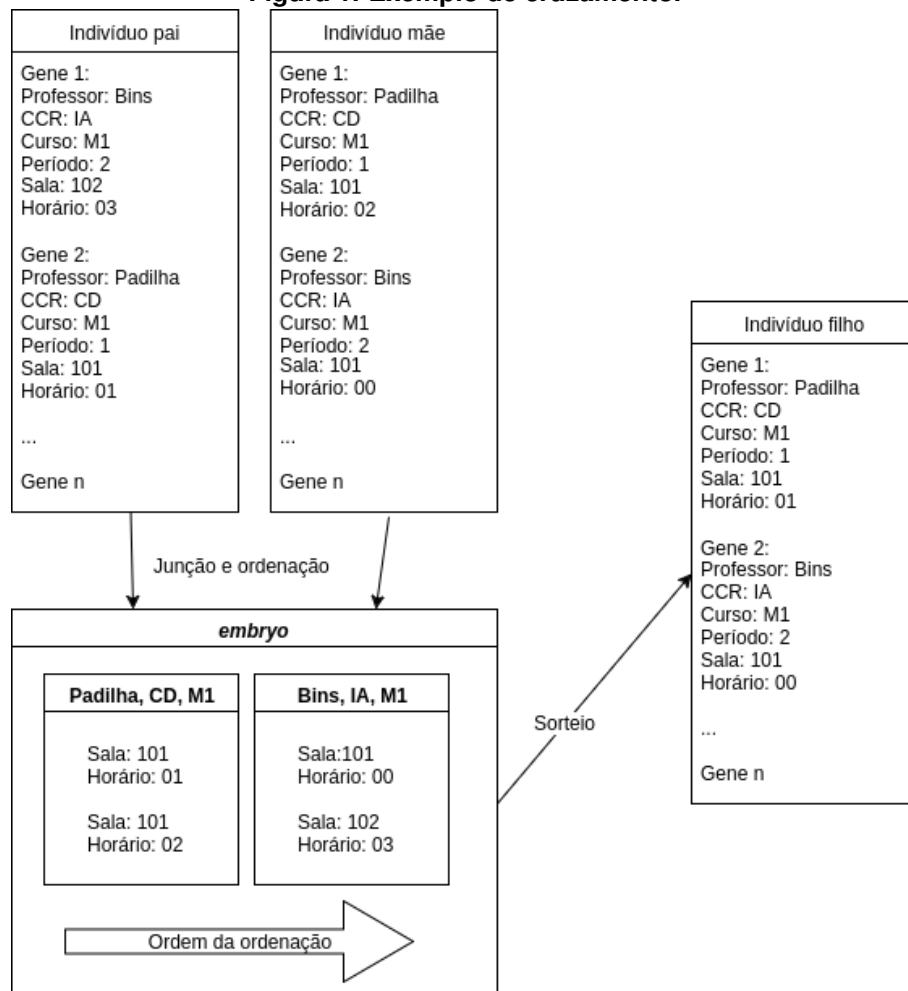 Figura 1. Exemplo de cruzamento.
Indivíduo pai
Gene 1:
Professor: Bins
CCR: IA
Curso: M1
Período: 2
Sala: 102
Horário: 03
Gene 2:
Professor: Padilha
CCR: CD
Curso: M1
Período: 1
Sala: 101
Horário: 01
...
Gene n
Indivíduo mãe
Gene 1:
Professor: Padilha
CCR: CD
Curso: M1
Período: 1
Sala: 101
Horário: 02
Gene 2:
Professor: Bins
CCR: IA
Curso: M1
Período: 2
Sala: 101
Horário: 00
...
Gene n
Junção e ordenação
embryo
Padilha, CD, M1
Sala: 101
Horário: 01
Sala: 101
Horário: 02
Bins, IA, M1
Sala:101
Horário: 00
Sala: 102
Horário: 03
Ordem da ordenação
Sorteio
Indivíduo filho
Gene 1:
Professor: Padilha
CCR: CD
Curso: M1
Período: 1
Sala: 101
Horário: 01
Gene 2:
Professor: Bins
CCR: IA
Curso: M1
Período: 2
Sala: 101
Horário: 00
...
Gene n